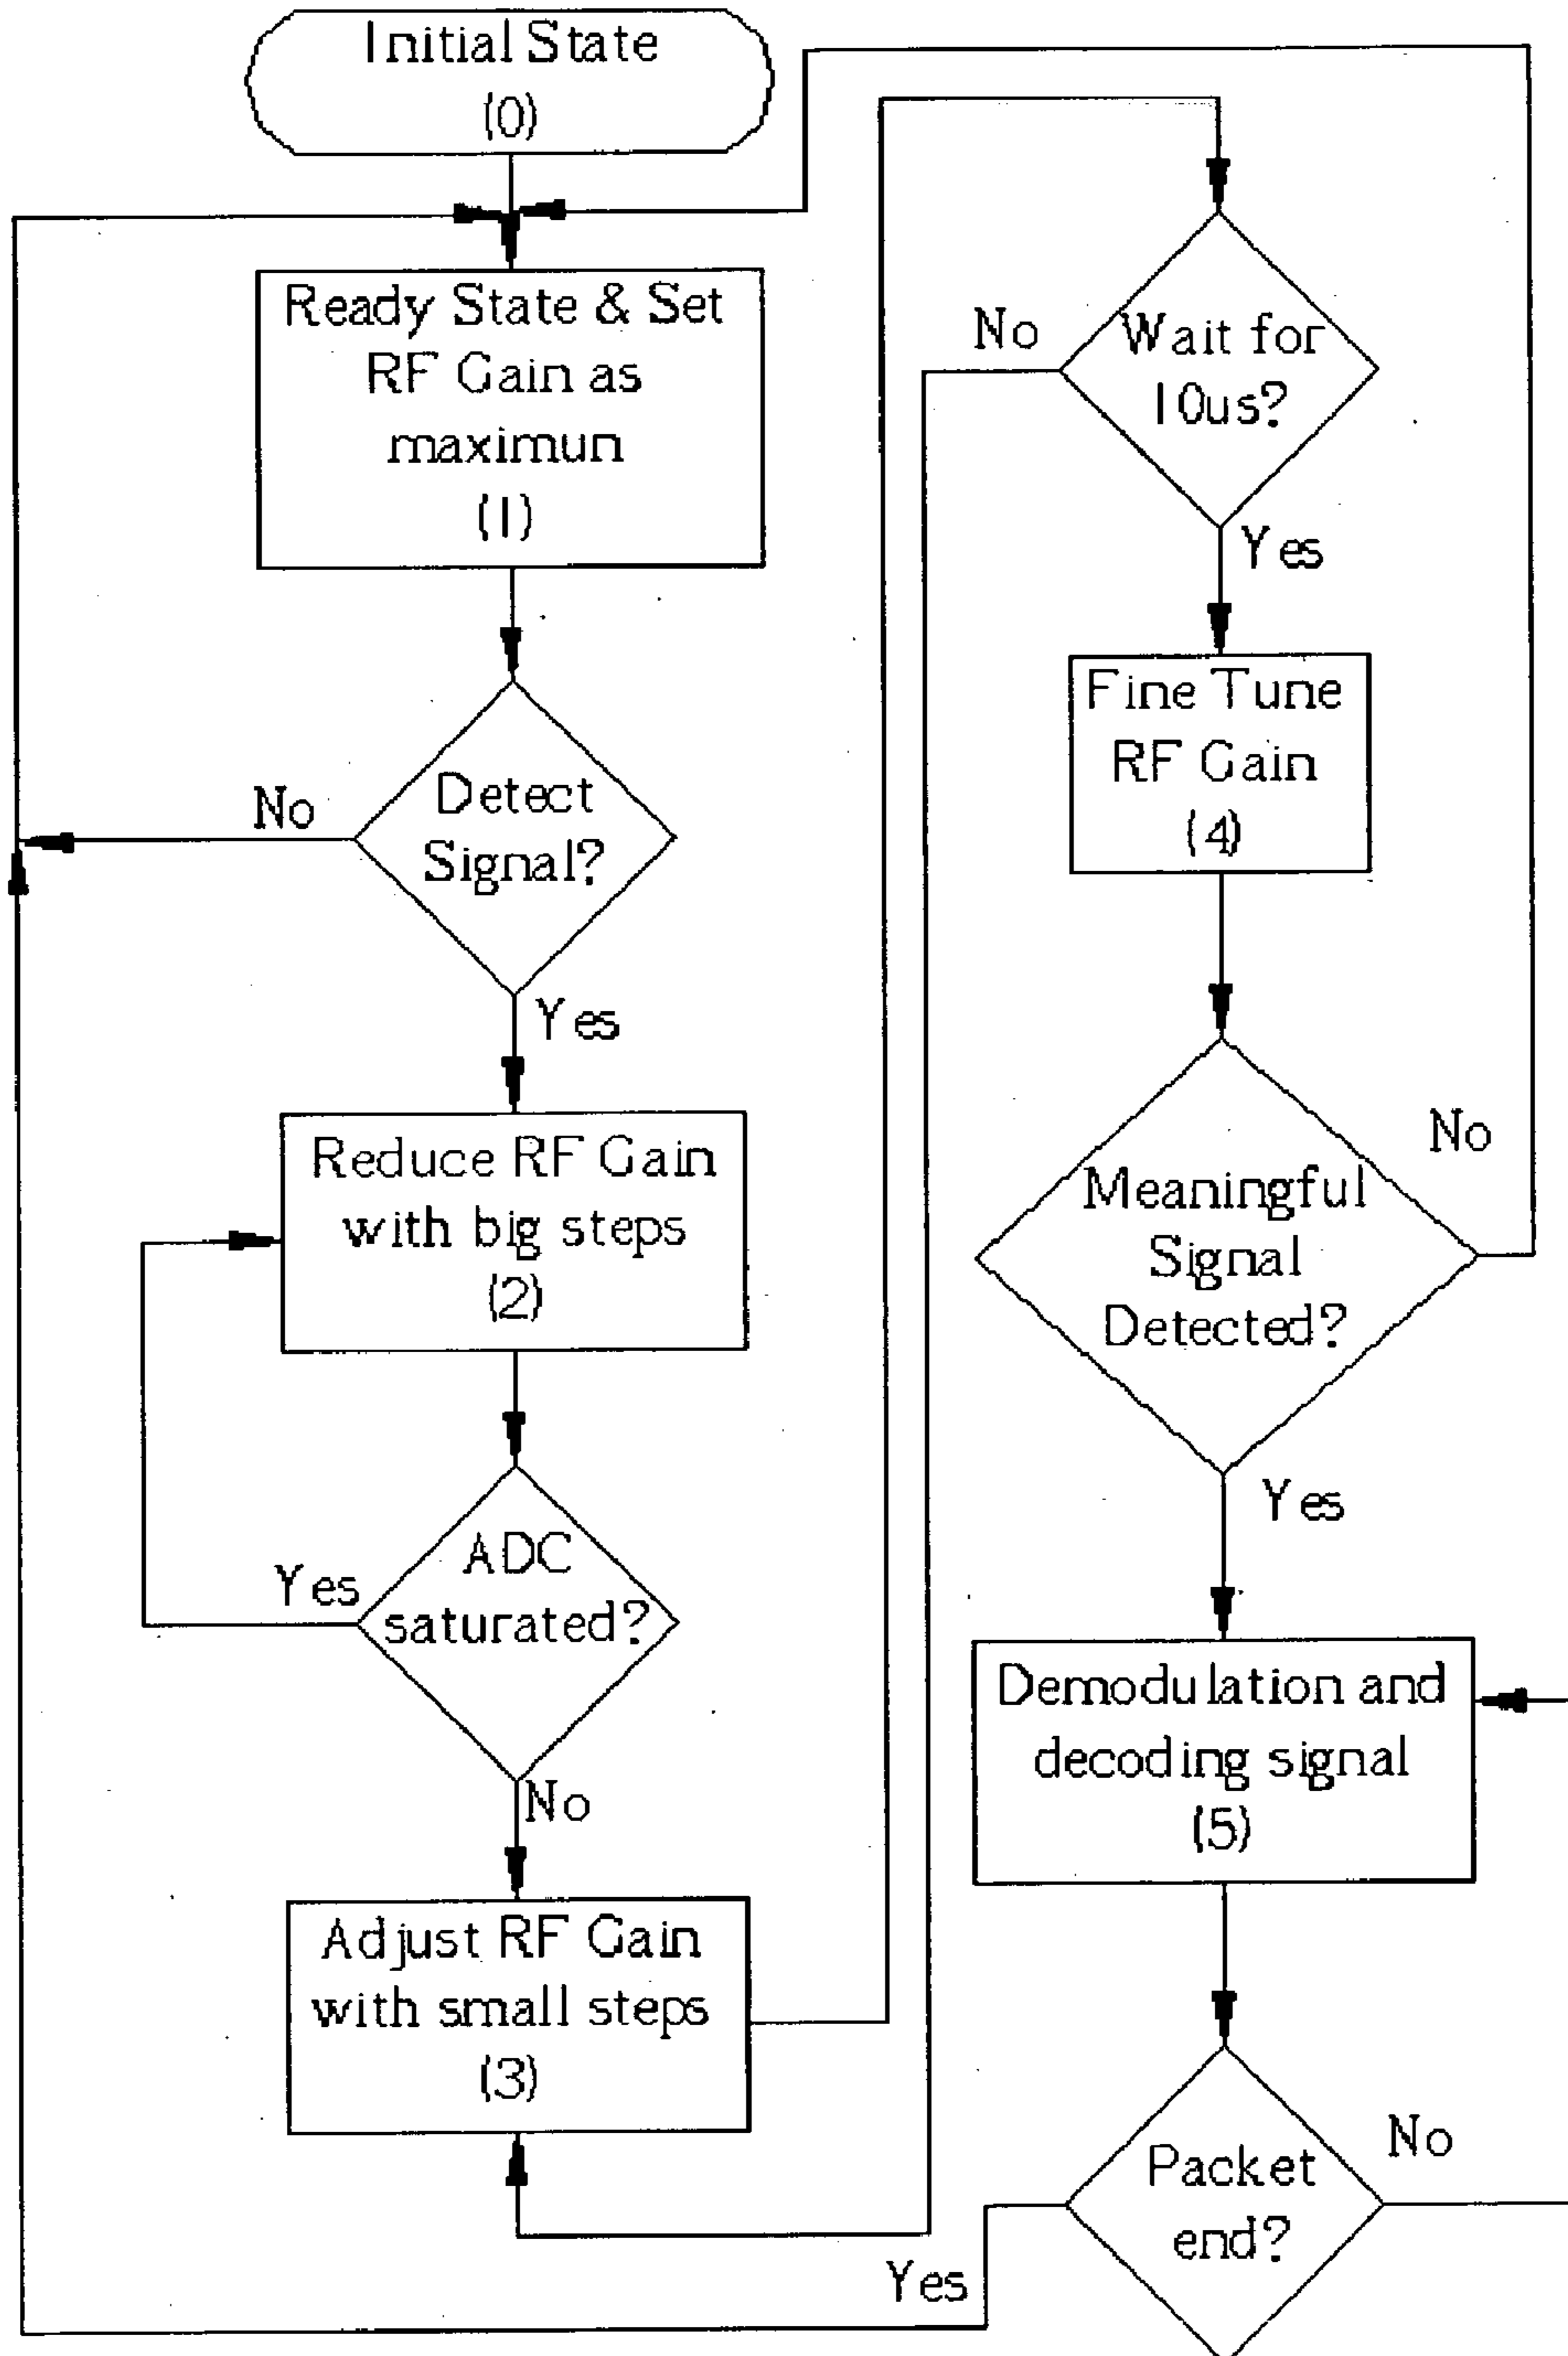 Initial State
(0)
Ready State & Set
RF Gain as
maximun
(1)
No
Detect
Signal?
Yes
Reduce RF Gain
with big steps
(2)
Yes
ADC
saturated?
No
Adjust RF Gain
with small steps
(3)
No
Wait for
10us?
Yes
Fine Tune
RF Gain
(4)
No
Meaningful
Signal
Detected?
Yes
Demodulation and
decoding signal
(5)
No
Packet
end?
Yes